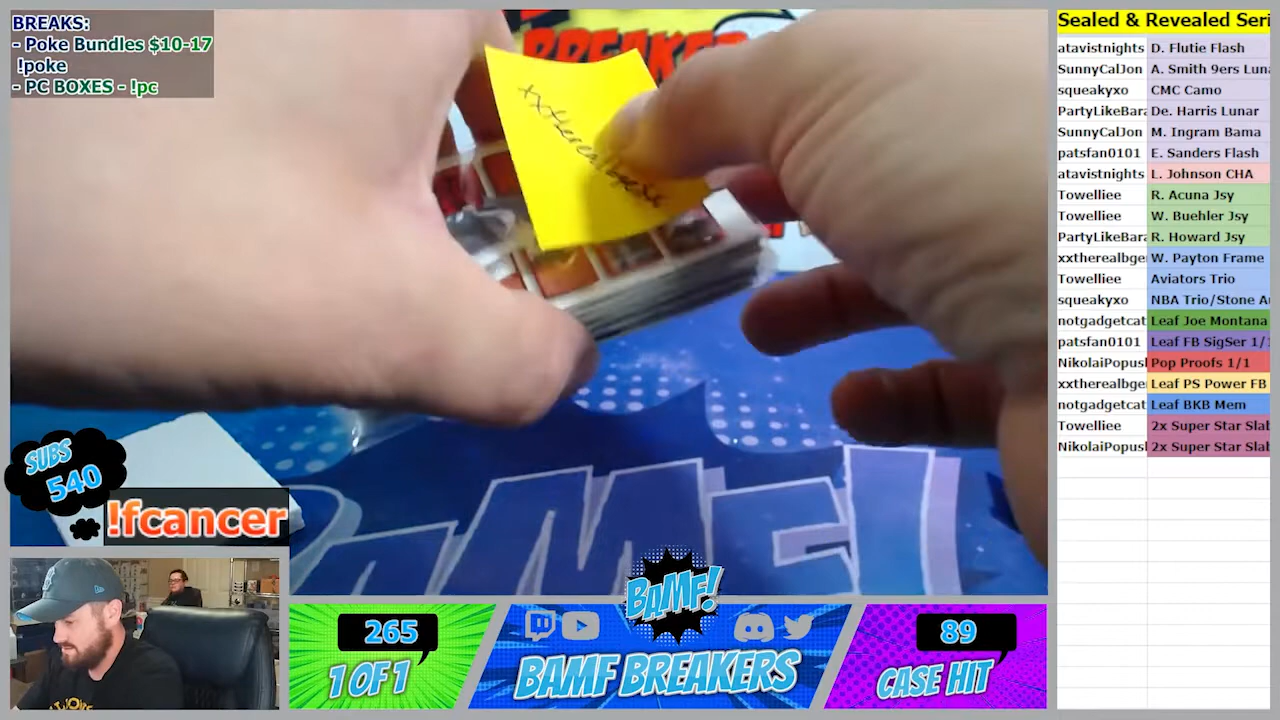 BREAKS:
- Poke Bundles $10-17
!poke
- PC BOXES - !pc
BREAKER
SUBS
540
!fcancer
BAMF
265
1 OF 1
BAMF!
BAMF BREAKERS
89
CASE HIT
Sealed & Revealed Seri
atavistnights D. Flutie Flash
SunnyCalJon A. Smith 9ers Luna
squeakyxo CMC Camo
PartyLikeBara De. Harris Lunar
SunnyCalJon M. Ingram Bama
patsfan0101 E. Sanders Flash
atavistnights L. Johnson CHA
Towelliee R. Acuna Jsy
Towelliee W. Buehler Jsy
PartyLikeBara R. Howard Jsy
xxtherealbge W. Payton Frame
Towelliee Aviators Trio
squeakyxo NBA Trio/Stone A
notgadgetcat Leaf Joe Montana
patsfan0101 Leaf FB SigSer 1/1
NikolaiPopusk Pop Proofs 1/1
xxtherealbge Leaf PS Power FB
notgadgetcat Leaf BKB Mem
Towelliee 2x Super Star Slab
NikolaiPopusk 2x Super Star Slab